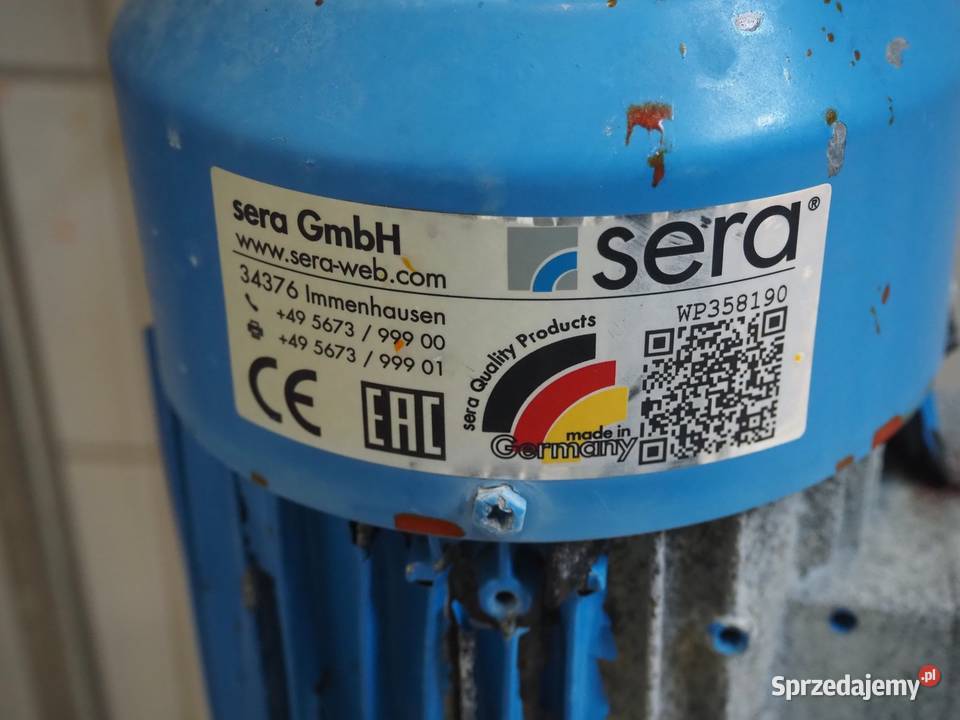 sera GmbH
www.sera-web.com
34376 Immenhausen
+49 5673 / 999 00
+49 5673 / 999 01
CE
EAC
sera®
WP358190
sera Quality Products
made in
Germany
Sprzedajemy.pl